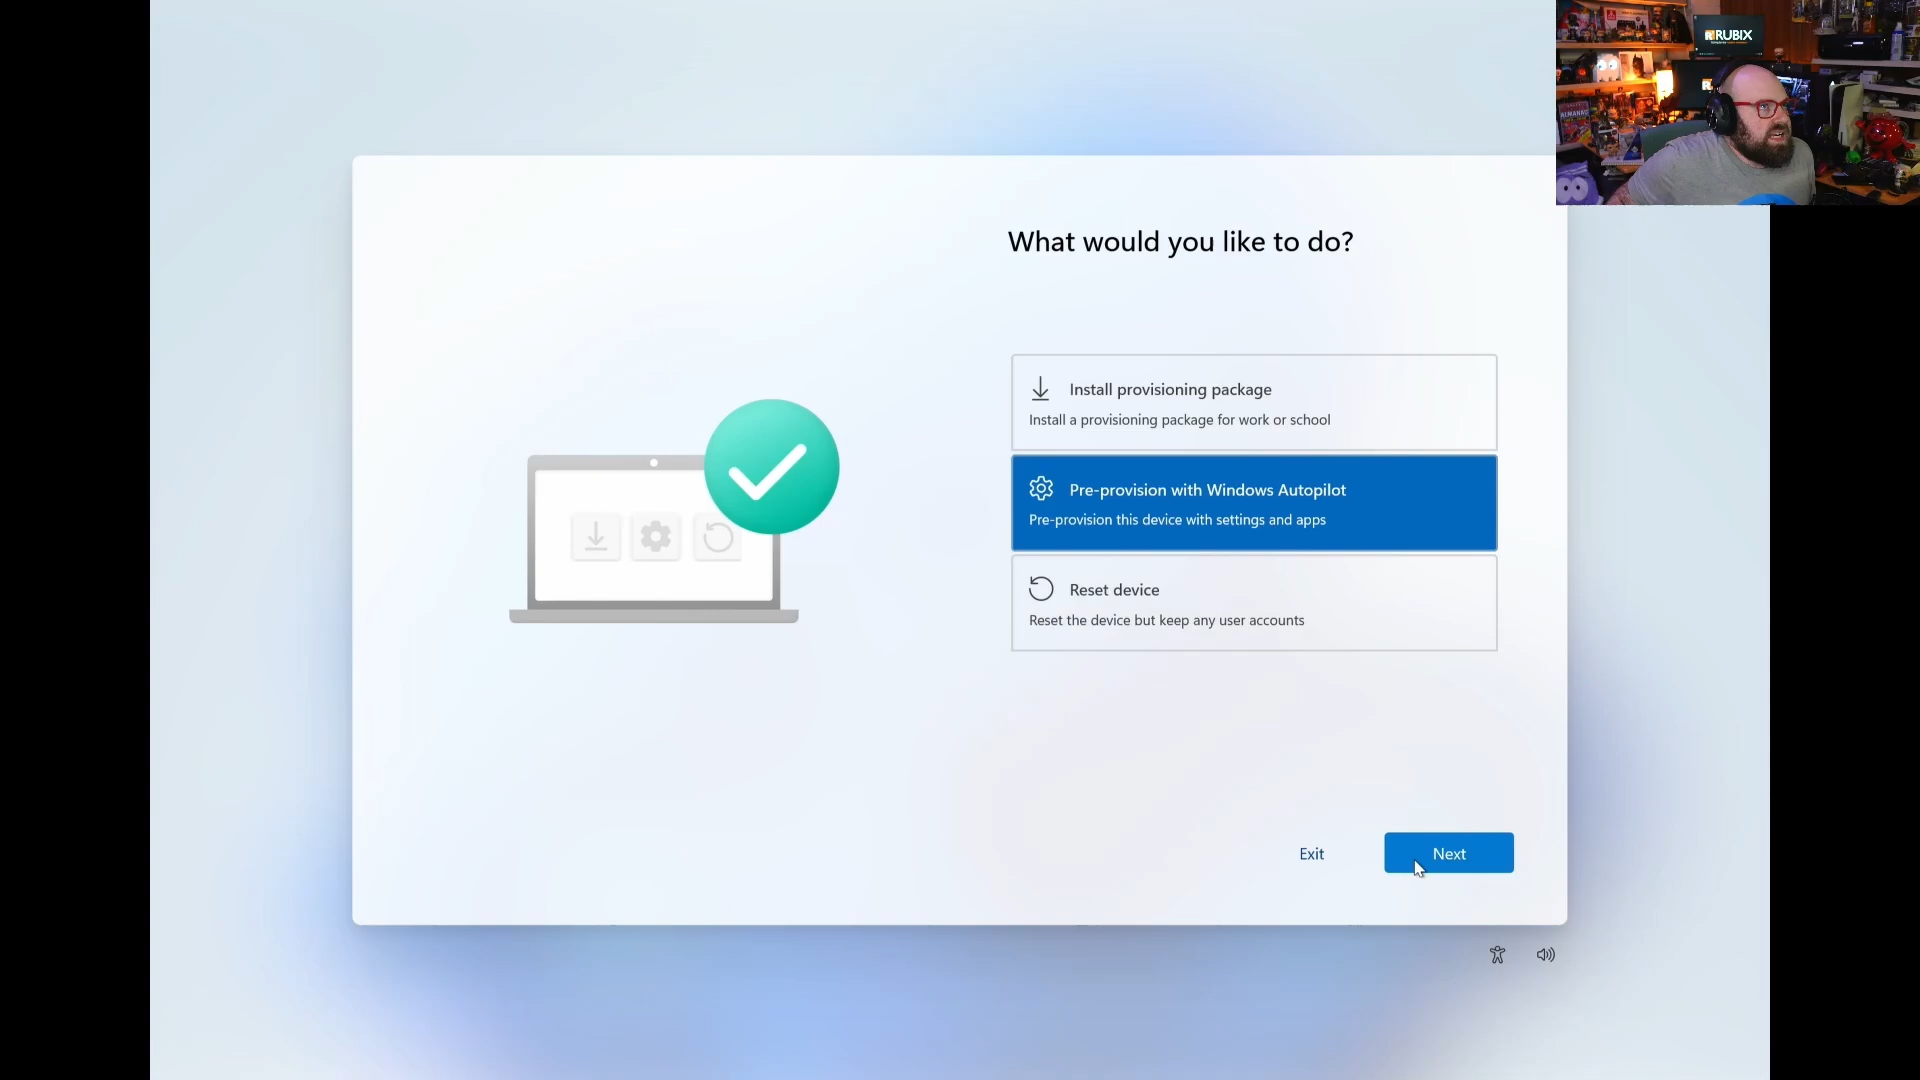 RUBIX
What would you like to do?
Install provisioning package
Install a provisioning package for work or school
Pre-provision with Windows Autopilot
Pre-provision this device with settings and apps
Reset device
Reset the device but keep any user accounts
Exit
Next